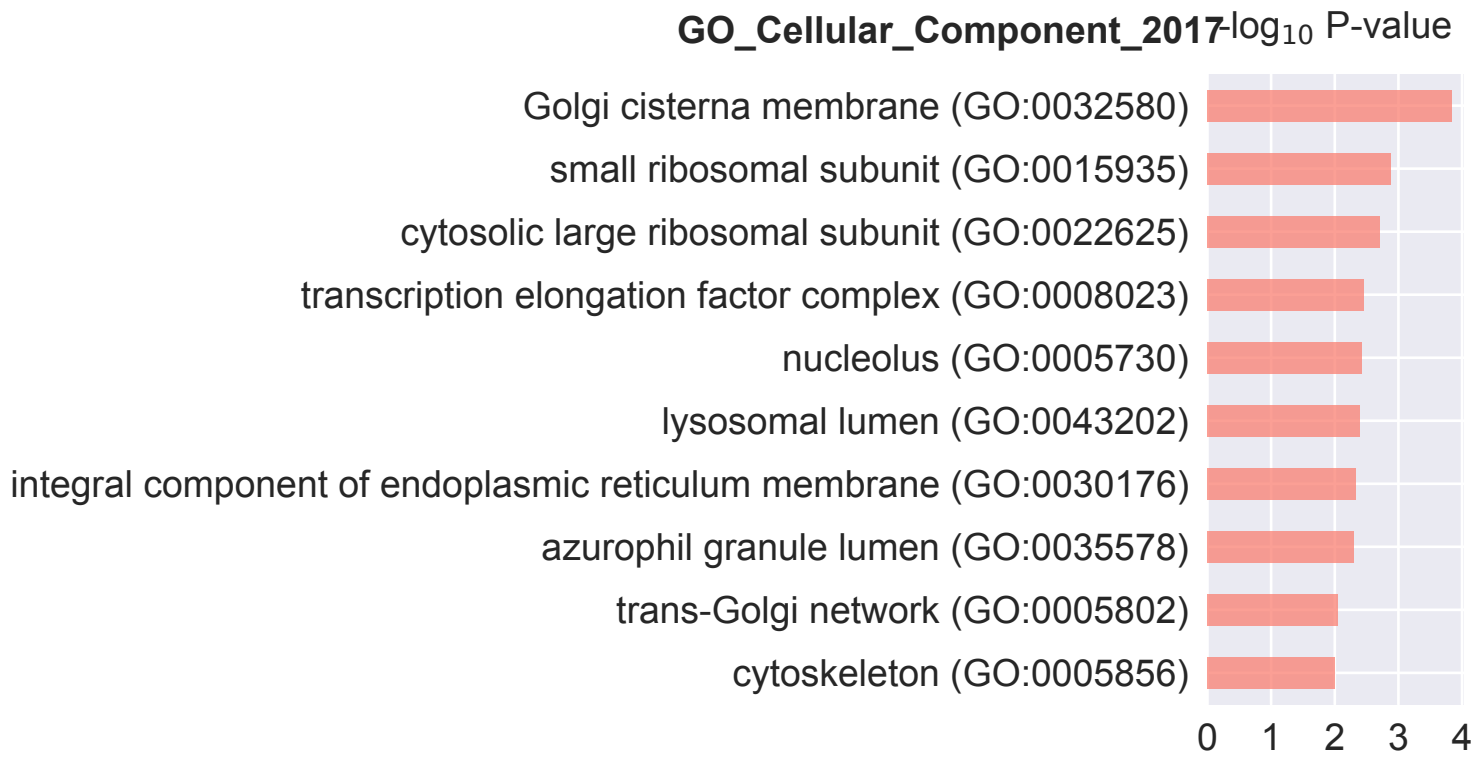 GO_Cellular_Component_2017 -log10 P-value
Golgi cisterna membrane (GO:0032580)
small ribosomal subunit (GO:0015935)
cytosolic large ribosomal subunit (GO:0022625)
transcription elongation factor complex (GO:0008023)
nucleolus (GO:0005730)
lysosomal lumen (GO:0043202)
integral component of endoplasmic reticulum membrane (GO:0030176)
azurophil granule lumen (GO:0035578)
trans-Golgi network (GO:0005802)
cytoskeleton (GO:0005856)
0 1 2 3 4